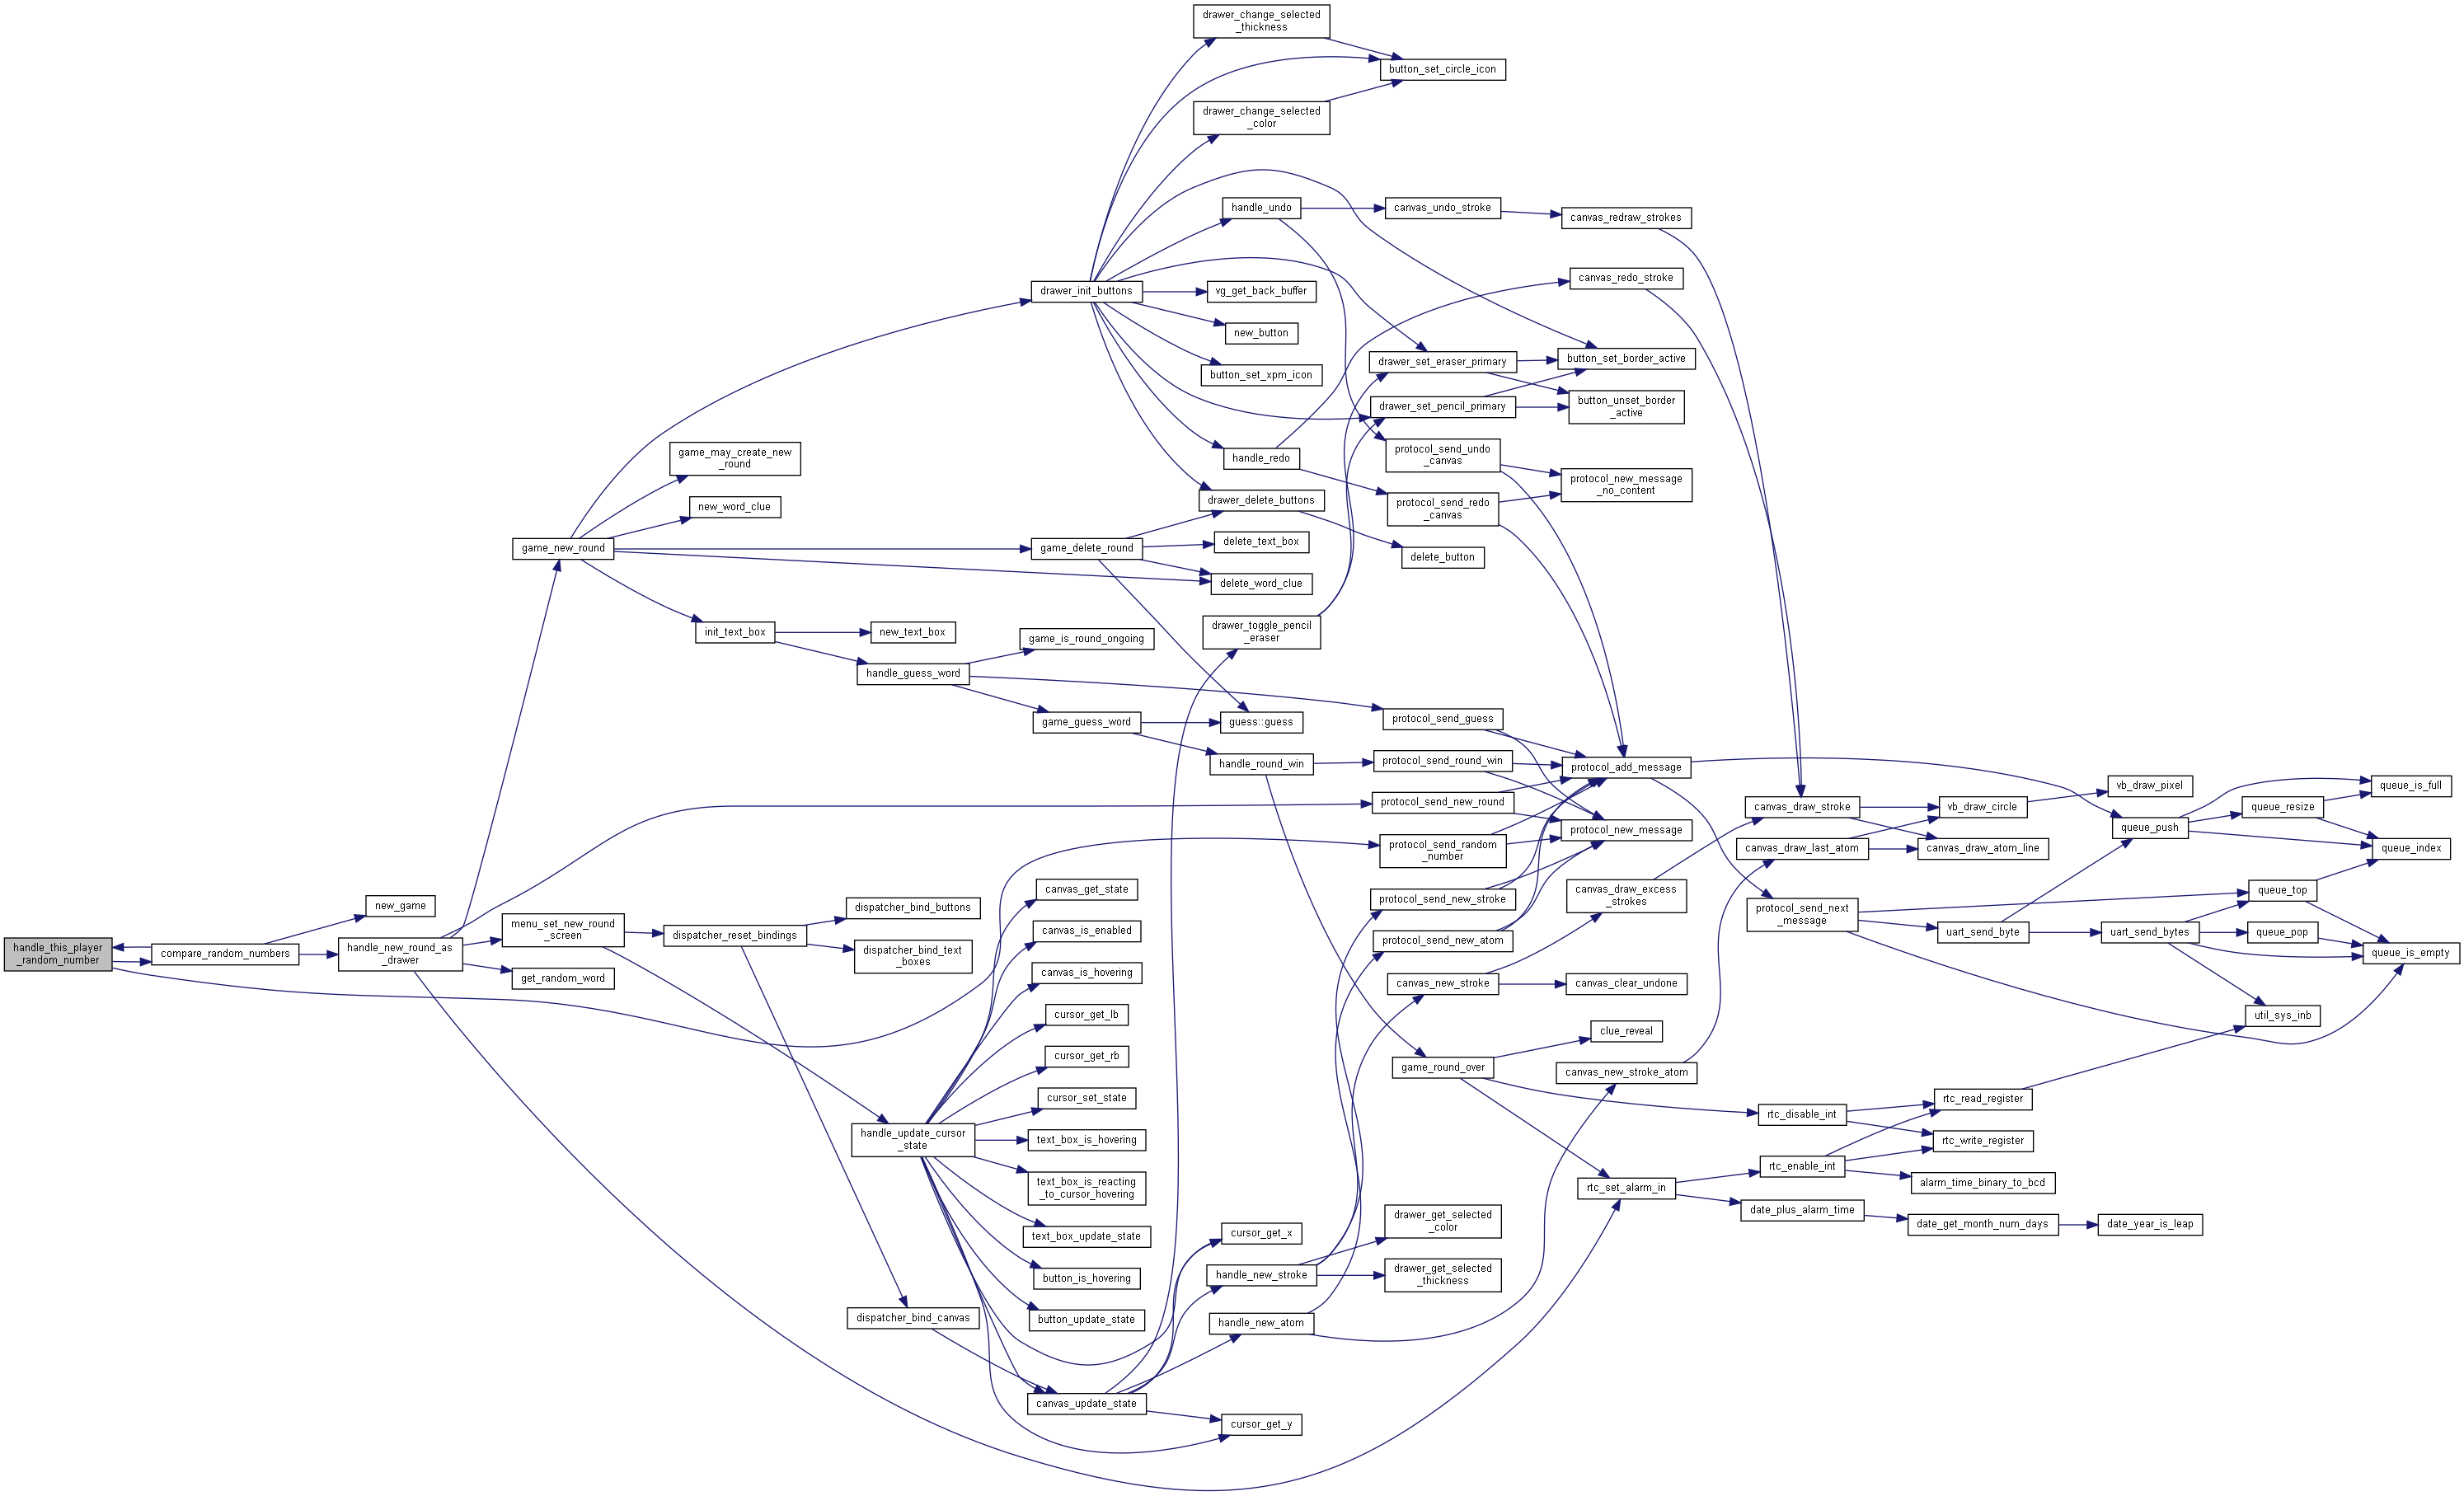 handle_this_player
_random_number
compare_random_numbers
new_game
handle_new_round_as
_drawer
game_new_round
menu_set_new_round
_screen
get_random_word
game_may_create_new
_round
new_word_clue
init_text_box
dispatcher_reset_bindings
new_text_box
handle_guess_word
dispatcher_bind_buttons
dispatcher_bind_text
_boxes
handle_update_cursor
_state
dispatcher_bind_canvas
drawer_init_buttons
game_delete_round
game_is_round_ongoing
game_guess_word
canvas_get_state
canvas_is_enabled
canvas_is_hovering
cursor_get_lb
cursor_get_rb
cursor_set_state
text_box_is_hovering
text_box_is_reacting
_to_cursor_hovering
text_box_update_state
button_is_hovering
button_update_state
canvas_update_state
drawer_change_selected
_thickness
drawer_change_selected
_color
handle_undo
vg_get_back_buffer
new_button
button_set_xpm_icon
handle_redo
drawer_delete_buttons
delete_text_box
delete_word_clue
drawer_toggle_pencil
_eraser
guess::guess
handle_round_win
cursor_get_x
handle_new_stroke
handle_new_atom
cursor_get_y
button_set_circle_icon
canvas_undo_stroke
drawer_set_eraser_primary
drawer_set_pencil_primary
protocol_send_undo
_canvas
protocol_send_redo
_canvas
delete_button
protocol_send_guess
protocol_send_round_win
protocol_send_new_round
protocol_send_random
_number
protocol_send_new_stroke
protocol_send_new_atom
canvas_new_stroke
game_round_over
drawer_get_selected
_color
drawer_get_selected
_thickness
canvas_redraw_strokes
canvas_redo_stroke
button_set_border_active
button_unset_border
_active
protocol_new_message
_no_content
protocol_add_message
protocol_new_message
canvas_draw_excess
_strokes
canvas_clear_undone
clue_reveal
canvas_new_stroke_atom
rtc_set_alarm_in
canvas_draw_stroke
canvas_draw_last_atom
protocol_send_next
_message
rtc_disable_int
rtc_enable_int
date_plus_alarm_time
vb_draw_circle
canvas_draw_atom_line
uart_send_byte
rtc_read_register
rtc_write_register
alarm_time_binary_to_bcd
date_get_month_num_days
vb_draw_pixel
queue_push
uart_send_bytes
date_year_is_leap
queue_resize
queue_top
queue_pop
util_sys_inb
queue_is_full
queue_index
queue_is_empty